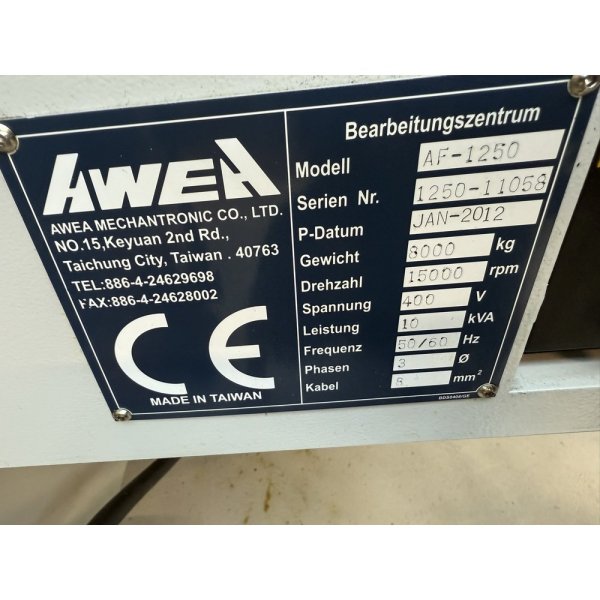 AWEA
AWEA MECHANTRONIC CO., LTD.
NO.15,Keyuan 2nd Rd.,
Taichung City, Taiwan . 40763
TEL:886-4-24629698
FAX:886-4-24628002
CE
MADE IN TAIWAN
Bearbeitungszentrum
Modell AF-1250
Serien Nr. 1250-11058
P-Datum JAN-2012
Gewicht 8000 kg
Drehzahl 15000 rpm
Spannung 400 V
Leistung 10 kVA
Frequenz 50/60 Hz
Phasen 3 Ø
Kabel 8 mm²